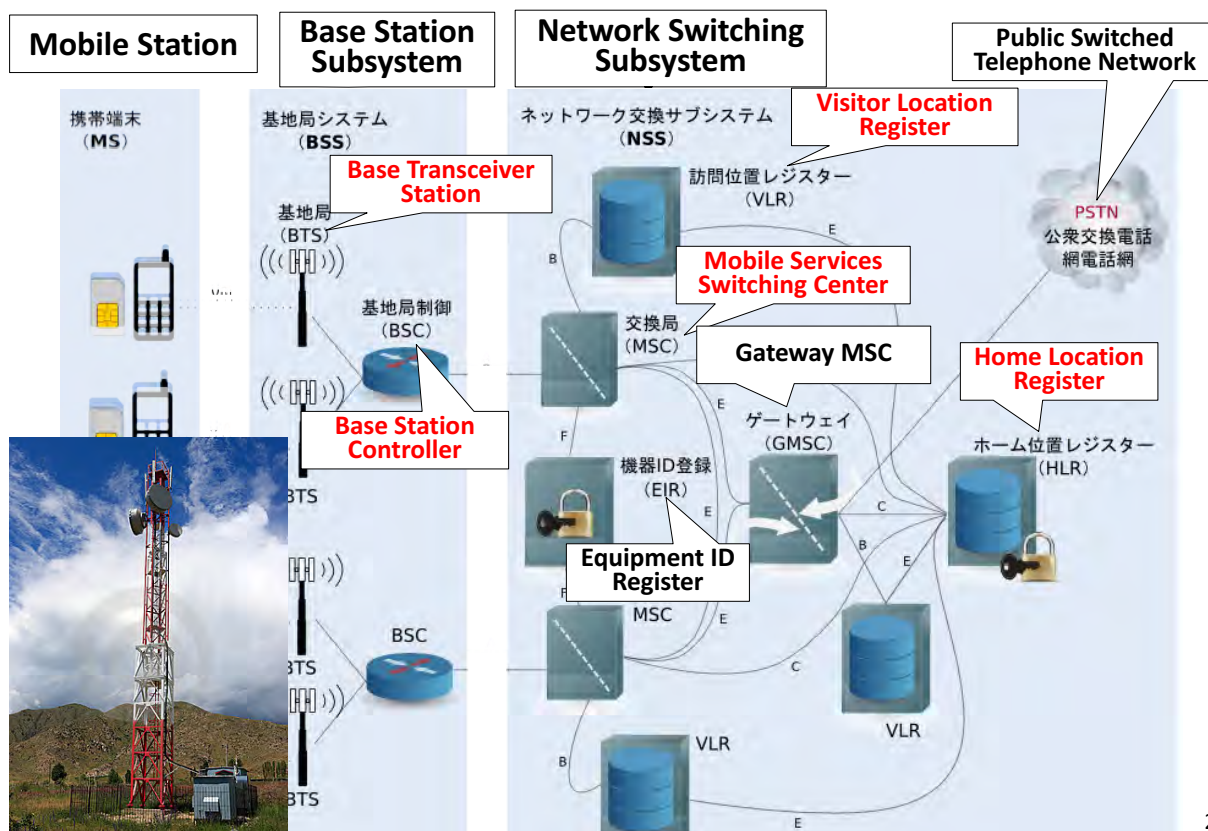 Mobile Station
Base Station
Subsystem
Network Switching
Subsystem
Public Switched
Telephone Network
携帯端末
(MS)
基地局システム
(BSS)
ネットワーク交換サブシステム
(NSS)
Visitor Location
Register
訪問位置レジスター
(VLR)
Base Transceiver
Station
基地局
(BTS)
PSTN
公衆交換電話
網電話網
E
B
Mobile Services
Switching Center
基地局制御
(BSC)
交換局
(MSC)
Gateway MSC
Home Location
Register
E
Base Station
Controller
ゲートウェイ
(GMSC)
ホーム位置レジスター
(HLR)
F
機器ID登録
(EIR)
BTS
C
E
B
E
Equipment ID
Register
F
MSC
E
BSC
BTS
C
VLR
VLR
B
BTS
E
2